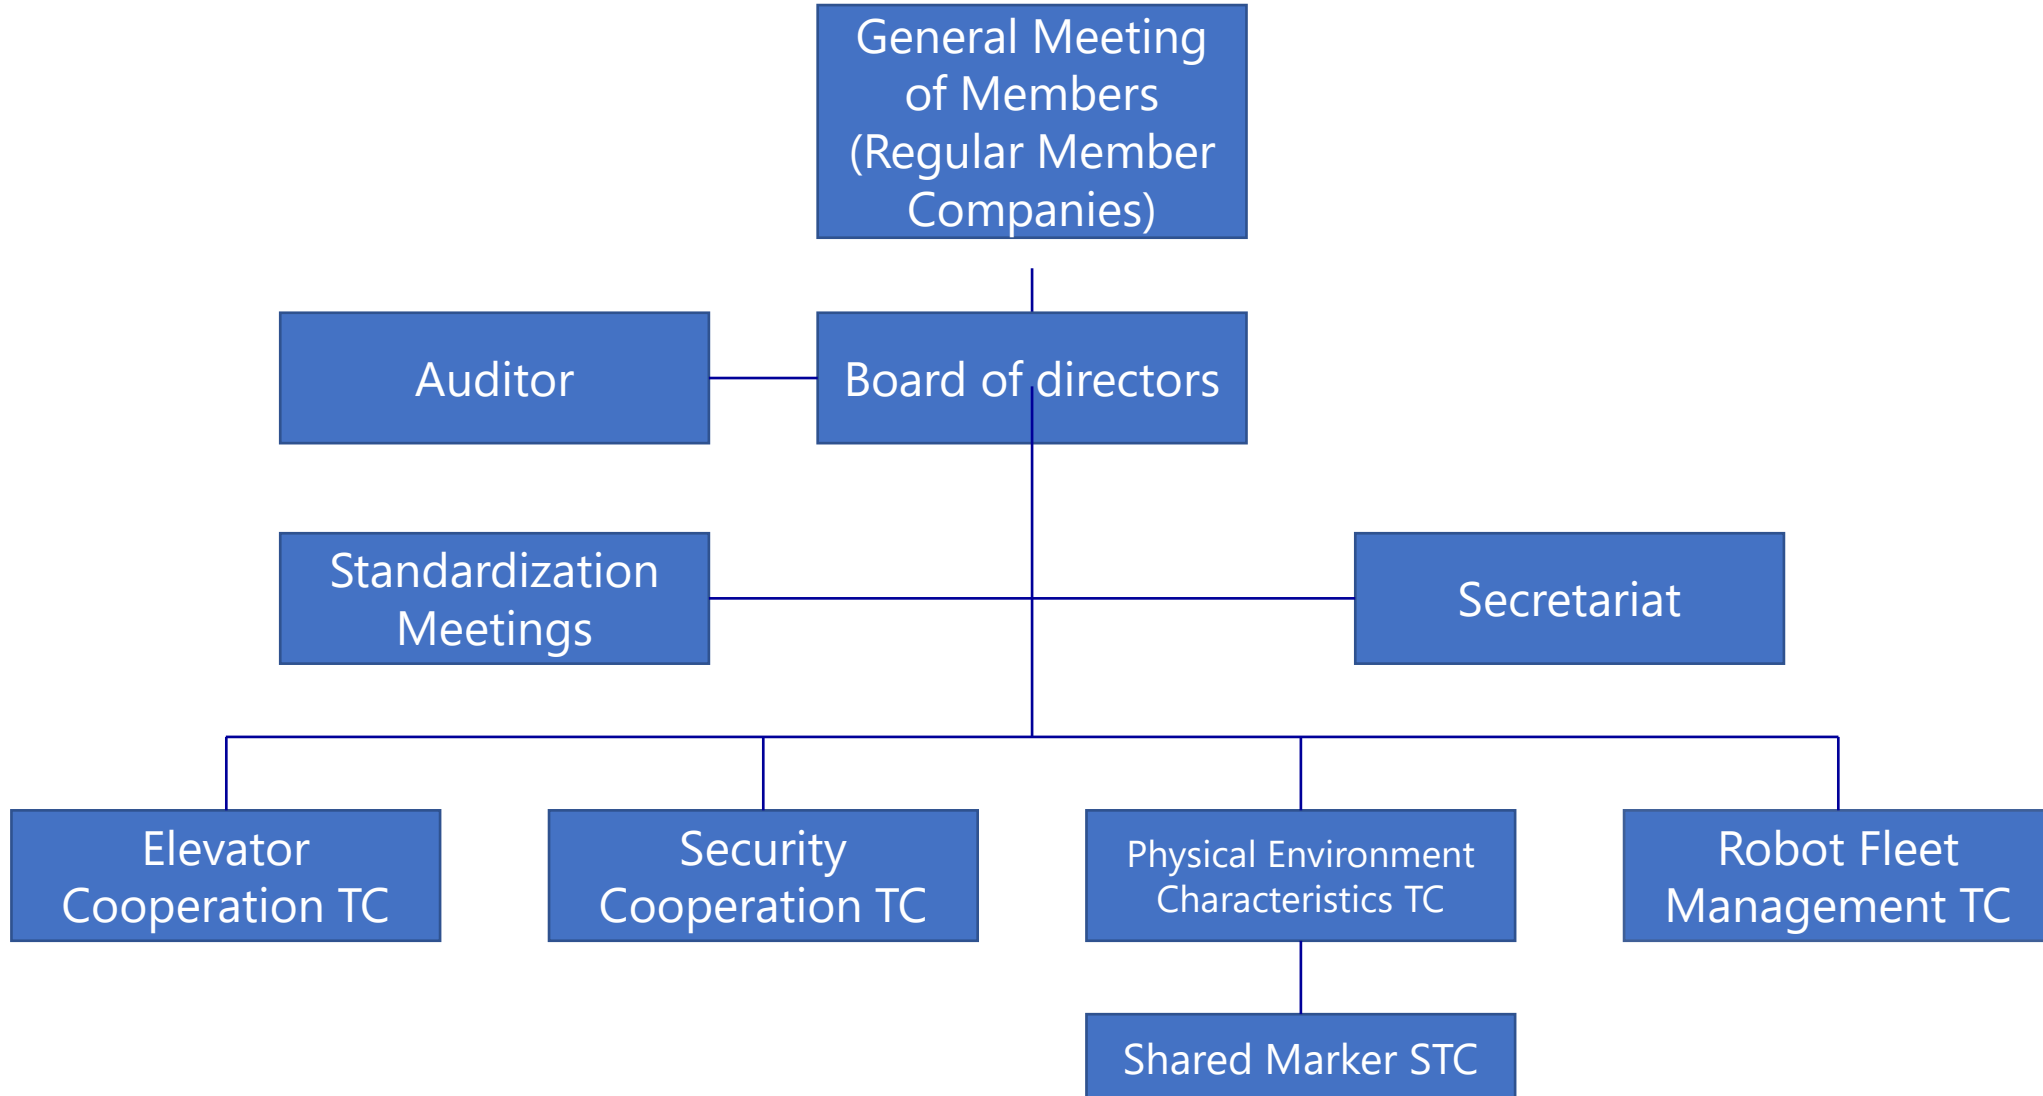 General Meeting
of Members
(Regular Member
Companies)
Auditor
Board of directors
Standardization
Meetings
Secretariat
Elevator
Cooperation TC
Security
Cooperation TC
Physical Environment
Characteristics TC
Robot Fleet
Management TC
Shared Marker STC